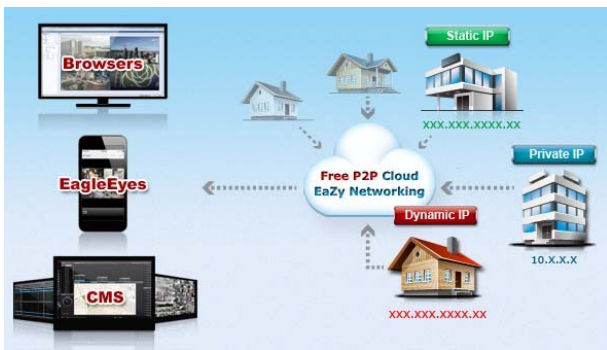 Browsers
Static IP
XXX.XXX.XXXX.XX
EagleEyes
Free P2P Cloud
EaZy Networking
Private IP
10.X.X.X
Dynamic IP
XXX.XXX.XXXX.XX
CMS